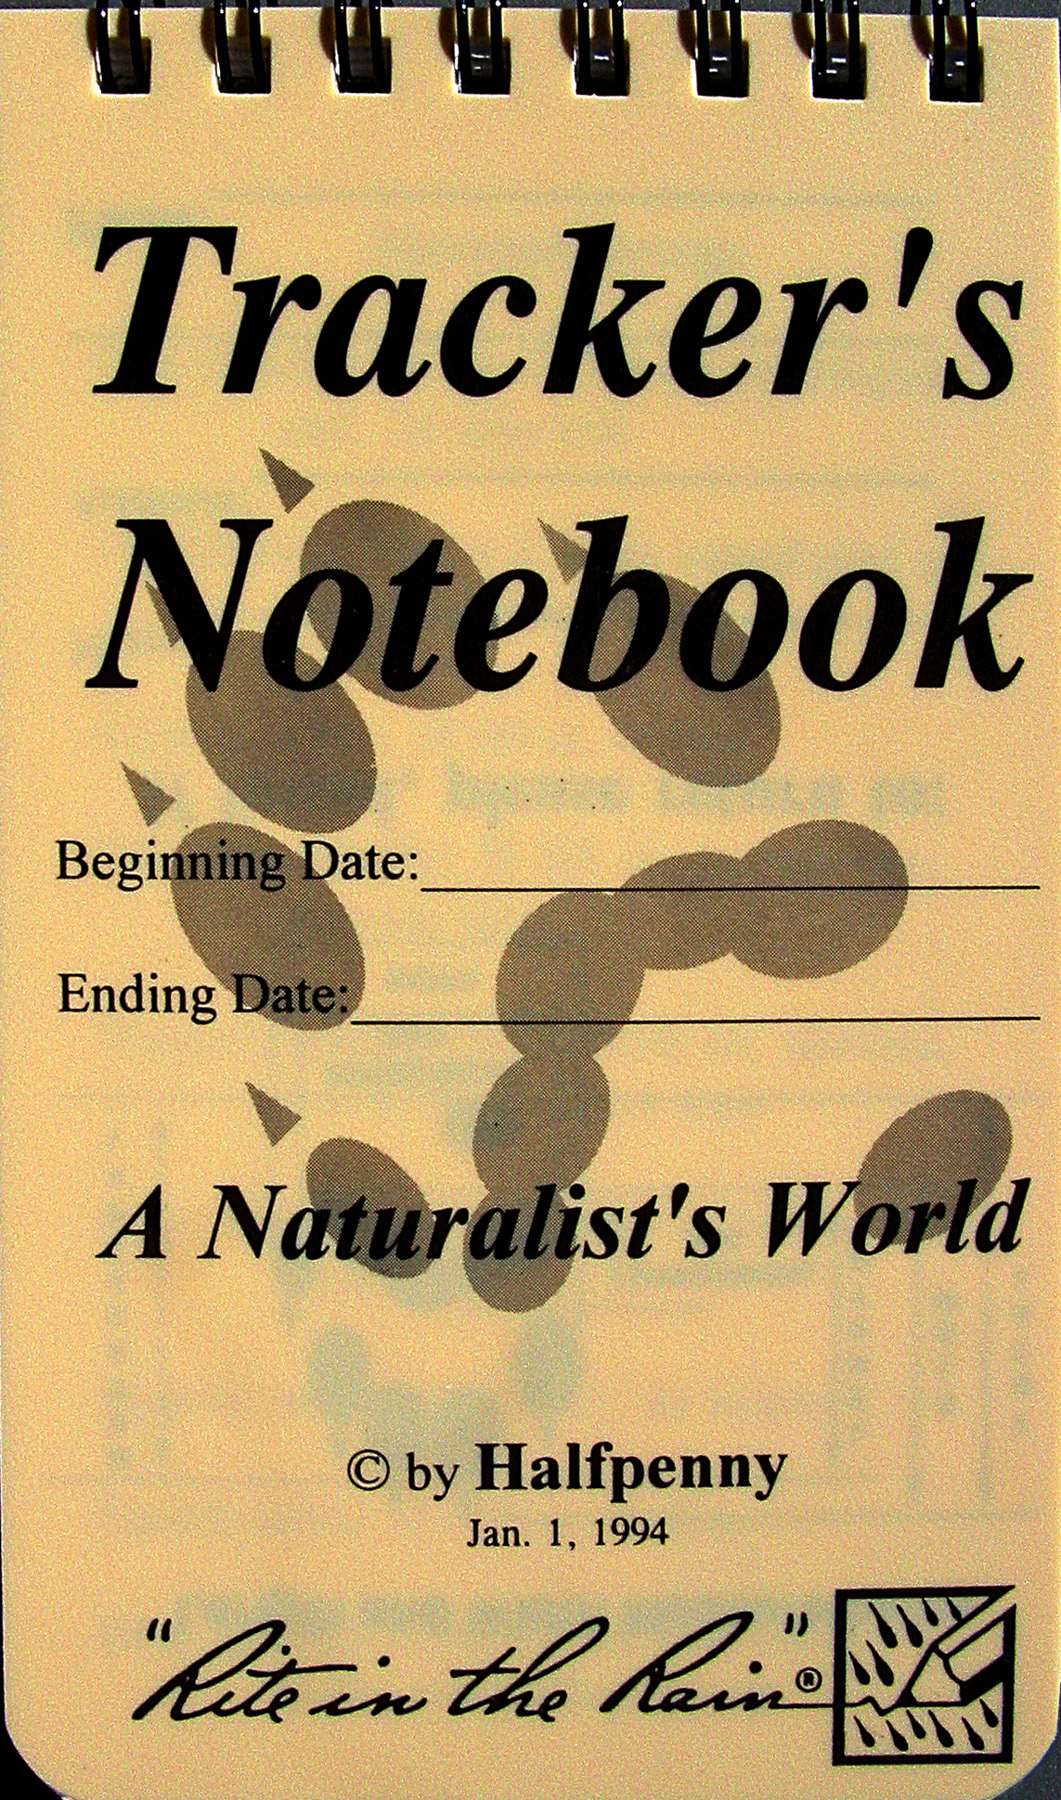 Tracker's
Notebook
Beginning Date:
Ending Date:
A Naturalist's World
© by Halfpenny
Jan. 1, 1994
"Rite in the Rain"®